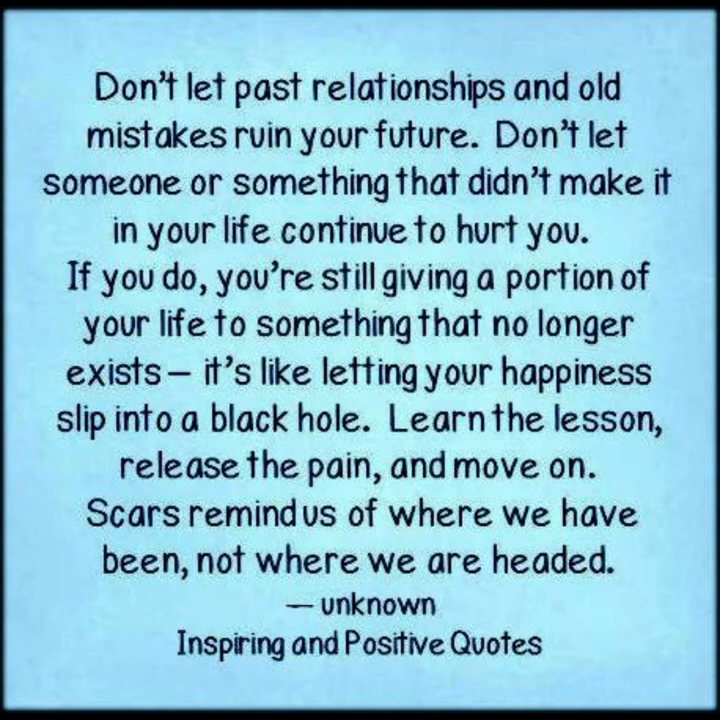 Don't let past relationships and old
mistakes ruin your future. Don't let
someone or something that didn't make it
in your life continue to hurt you.
If you do, you're still giving a portion of
your life to something that no longer
exists – it's like letting your happiness
slip into a black hole. Learn the lesson,
release the pain, and move on.
Scars remind us of where we have
been, not where we are headed.
– unknown
Inspiring and Positive Quotes